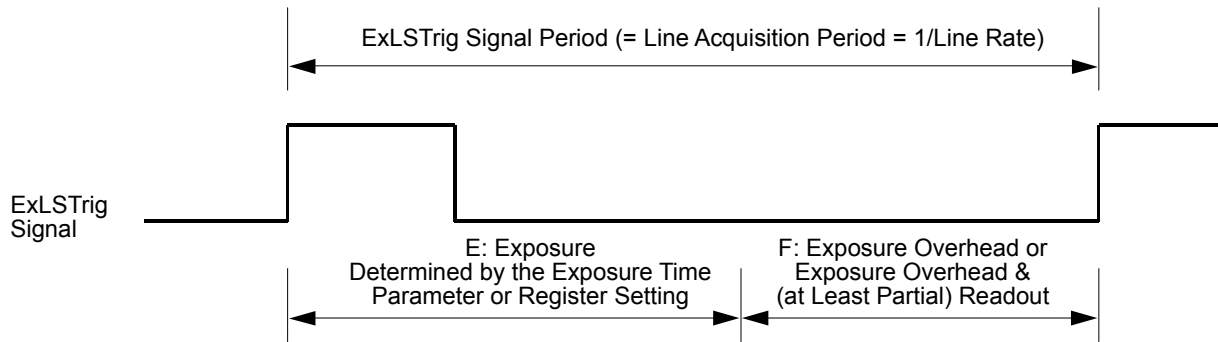 ExLSTrig Signal Period (= Line Acquisition Period = 1/Line Rate)
ExLSTrig
Signal
E: Exposure
Determined by the Exposure Time
Parameter or Register Setting
F: Exposure Overhead or
Exposure Overhead &
(at Least Partial) Readout